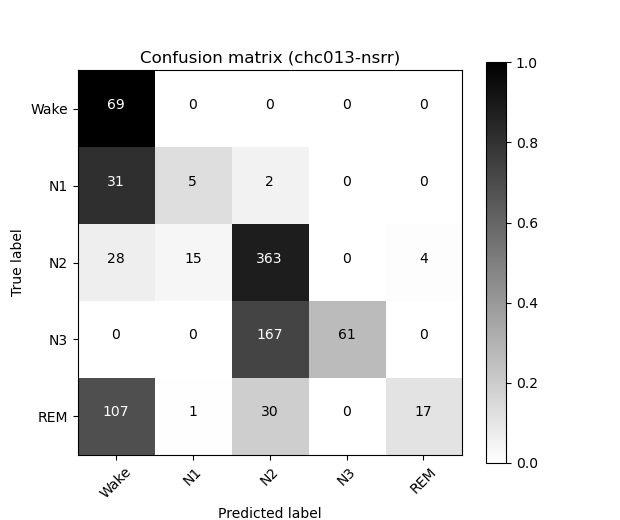 Confusion matrix (chc013-nsrr)
True label
Wake 69 0 0 0 0
N1 31 5 2 0 0
N2 28 15 363 0 4
N3 0 0 167 61 0
REM 107 1 30 0 17
Wake N1 N2 N3 REM
Predicted label
1.0
0.8
0.6
0.4
0.2
0.0